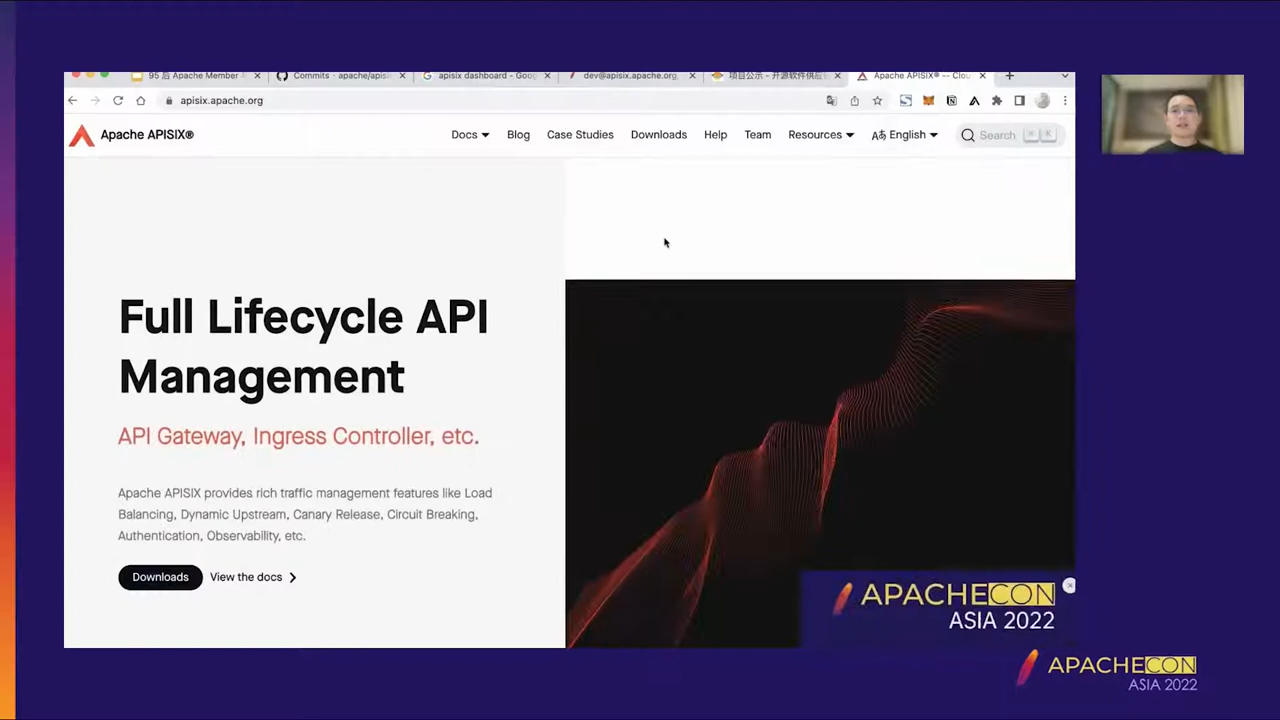 95 后 Apache Member
Commits · apache/apisi
apisix dashboard - Goog
dev@apisix.apache.org,
项目公示 - 开源软件供应
Apache APISIX® -- Clou
apisix.apache.org
Apache APISIX®
Docs
Blog
Case Studies
Downloads
Help
Team
Resources
English
Search
⌘
K
Full Lifecycle API
Management
API Gateway, Ingress Controller, etc.
Apache APISIX provides rich traffic management features like Load
Balancing, Dynamic Upstream, Canary Release, Circuit Breaking,
Authentication, Observability, etc.
Downloads
View the docs
APACHECON
ASIA 2022
APACHECON
ASIA 2022